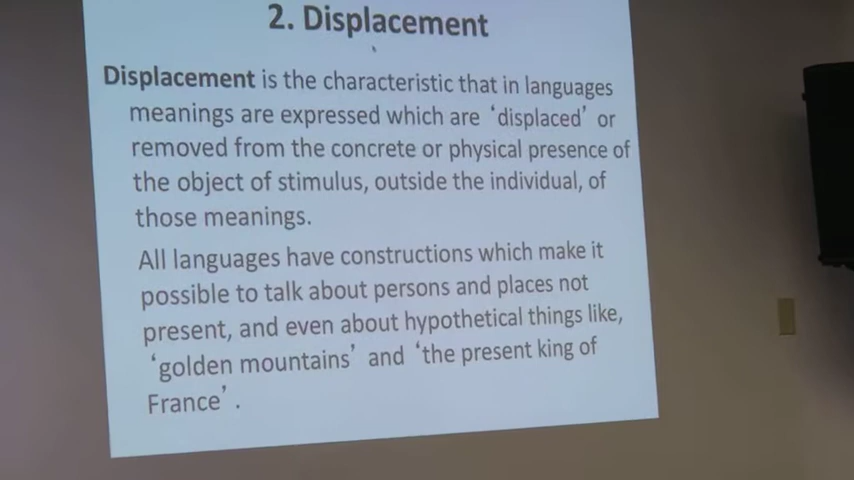 2. Displacement
Displacement is the characteristic that in languages
meanings are expressed which are ‘displaced’ or
removed from the concrete or physical presence of
the object of stimulus, outside the individual, of
those meanings.
All languages have constructions which make it
possible to talk about persons and places not
present, and even about hypothetical things like,
‘golden mountains’ and ‘the present king of
France’ .